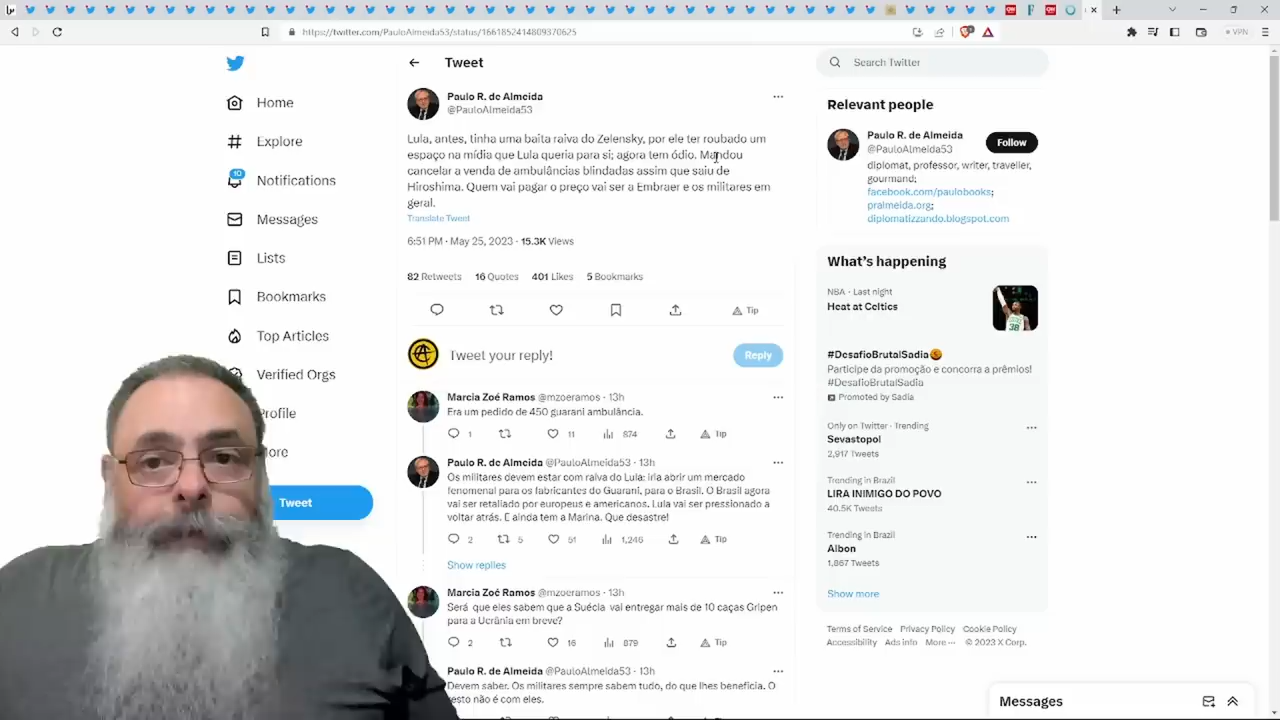 https://twitter.com/PauloAlmeida53/status/1661852414809370625
VPN
Home
Explore
10
Notifications
Messages
Lists
Bookmarks
Top Articles
Verified Orgs
Profile
ore
Tweet
Tweet
Paulo R. de Almeida
@PauloAlmeida53
Lula, antes, tinha uma baita raiva do Zelensky, por ele ter roubado um
espaço na mídia que Lula queria para si; agora tem ódio. Mandou
cancelar a venda de ambulâncias blindadas assim que saiu de
Hiroshima. Quem vai pagar o preço vai ser a Embraer e os militares em
geral.
Translate Tweet
6:51 PM · May 25, 2023 · 15.3K Views
82 Retweets 16 Quotes 401 Likes 5 Bookmarks
Tip
Tweet your reply!
Reply
Marcia Zoé Ramos @mzoeramos · 13h
Era um pedido de 450 guarani ambulância.
1 11 874 Tip
Paulo R. de Almeida @PauloAlmeida53 · 13h
Os militares devem estar com raiva do Lula: iria abrir um mercado
fenomenal para os fabricantes do Guarani, para o Brasil. O Brasil agora
vai ser retaliado por europeus e americanos. Lula vai ser pressionado a
voltar atrás. E ainda tem a Marina. Que desastre!
2 5 51 1,246 Tip
Show replies
Marcia Zoé Ramos @mzoeramos · 13h
Será que eles sabem que a Suécia vai entregar mais de 10 caças Gripen
para a Ucrânia em breve?
2 16 879 Tip
Paulo R. de Almeida @PauloAlmeida53 · 13h
Devem saber. Os militares sempre sabem tudo, do que lhes beneficia. O
resto não é com eles.
Search Twitter
Relevant people
Paulo R. de Almeida
@PauloAlmeida53
Follow
diplomat, professor, writer, traveller,
gourmand;
facebook.com/paulobooks;
pralmeida.org;
diplomatizzando.blogspot.com
What's happening
NBA · Last night
Heat at Celtics
#DesafioBrutalSadia
Participe da promoção e concorra a prêmios!
#DesafioBrutalSadia
Promoted by Sadia
Only on Twitter · Trending
Sevastopol
2,917 Tweets
Trending in Brazil
LIRA INIMIGO DO POVO
40.5K Tweets
Trending in Brazil
Albon
1,867 Tweets
Show more
Terms of Service Privacy Policy Cookie Policy
Accessibility Ads info More ··· © 2023 X Corp.
Messages